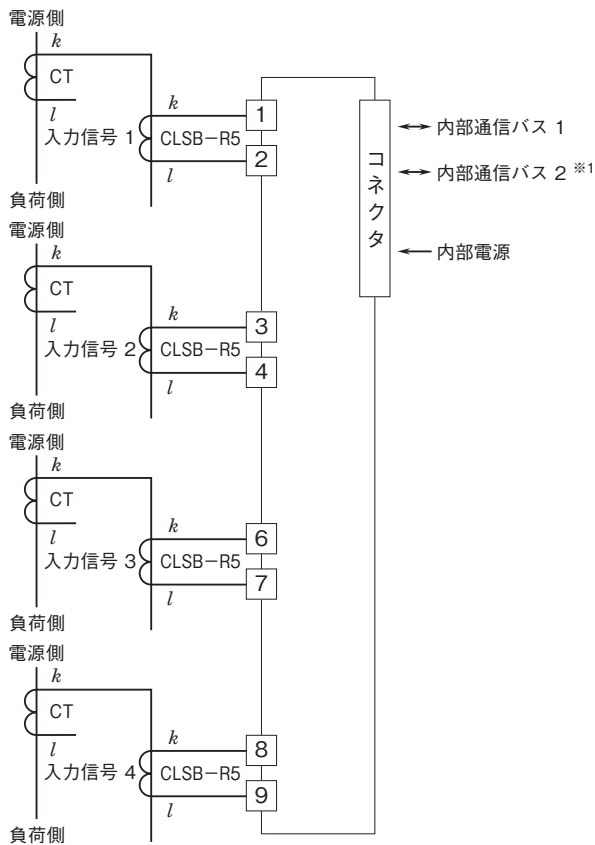 電源側
k
CT
l
入力信号 1
k
CLSB−R5
l
1
2
負荷側
電源側
k
CT
l
入力信号 2
k
CLSB−R5
l
3
4
負荷側
電源側
k
CT
l
入力信号 3
k
CLSB−R5
l
6
7
負荷側
電源側
k
CT
l
入力信号 4
k
CLSB−R5
l
8
9
負荷側
コネクタ
内部通信バス 1
内部通信バス 2 ※1
内部電源